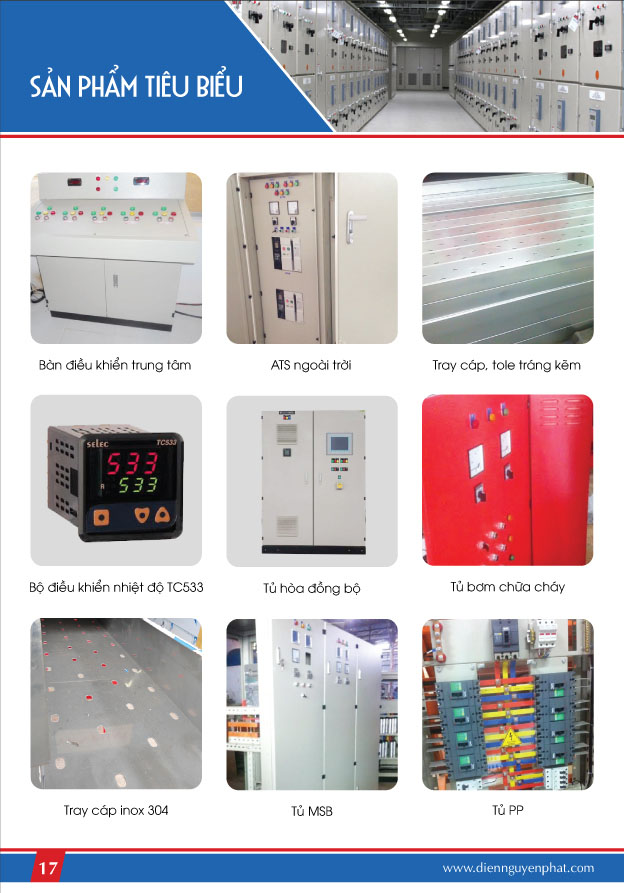 SẢN PHẨM TIÊU BIỂU
Bàn điều khiển trung tâm
ATS ngoài trời
Tray cáp, tole tráng kẽm
selec
TC533
533
A
533
Bộ điều khiển nhiệt độ TC533
Tủ hòa đồng bộ
Tủ bơm chữa cháy
Tray cáp inox 304
Tủ MSB
Tủ PP
17
www.diennguyenphat.com